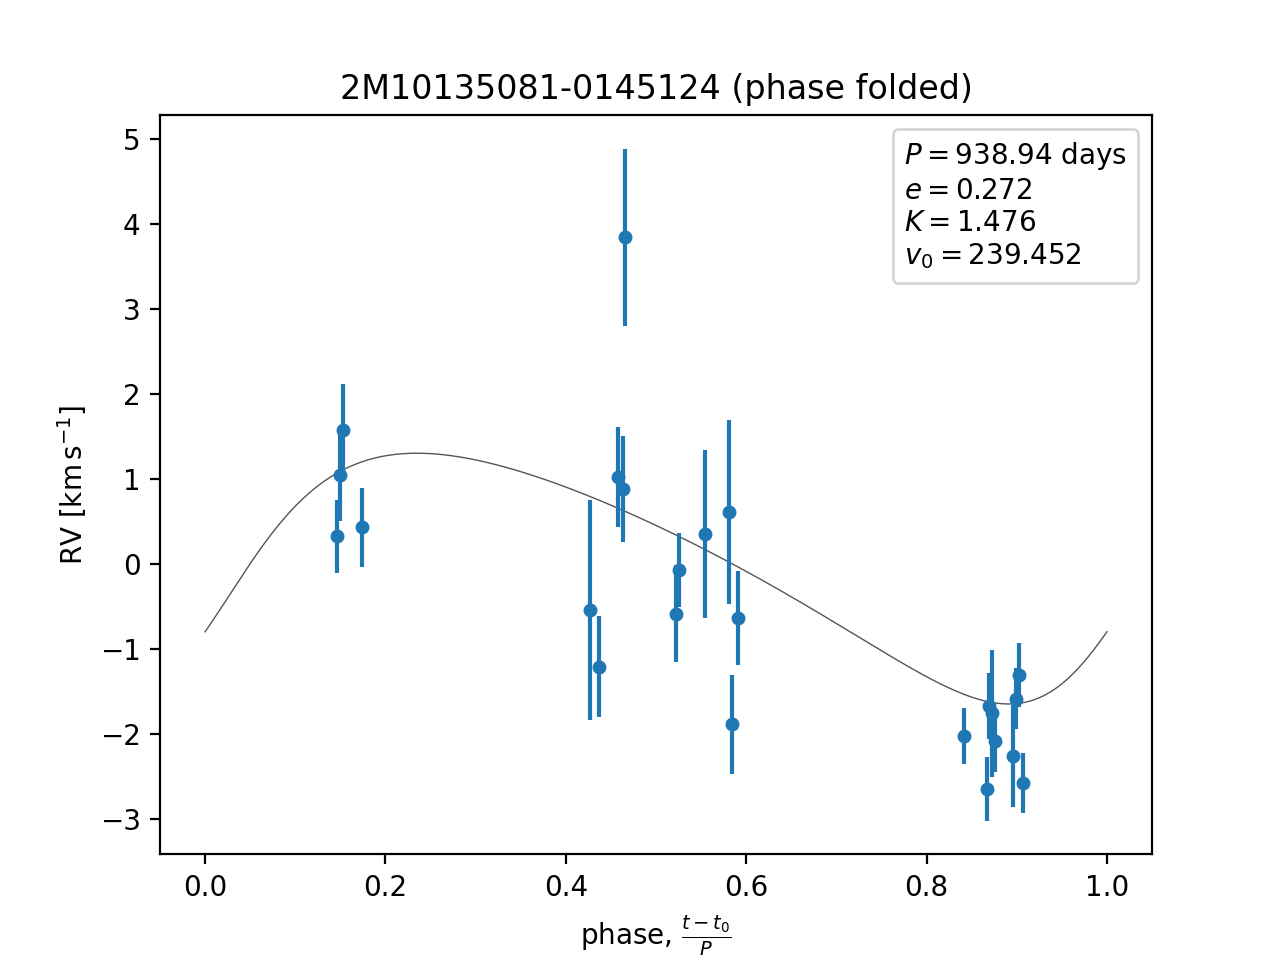 2M10135081-0145124 (phase folded)
P = 938.94 days
e = 0.272
K = 1.476
v₀ = 239.452
5
4
3
2
1
0
−1
−2
−3
RV [km s⁻¹]
0.0 0.2 0.4 0.6 0.8 1.0
phase, (t − t₀)/P